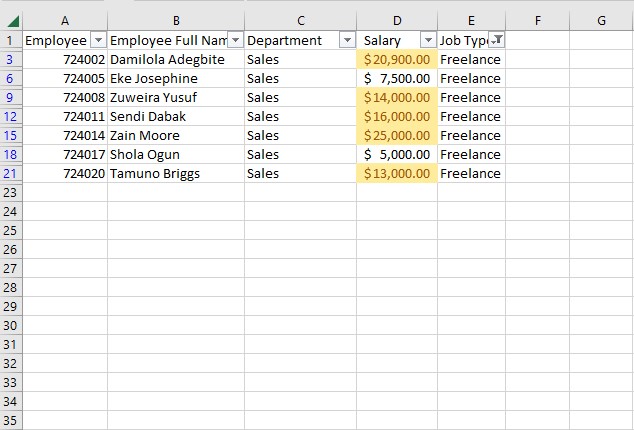 A B C D E F G
1 Employee Employee Full Nam Department Salary Job Type
3 724002 Damilola Adegbite Sales $20,900.00 Freelance
6 724005 Eke Josephine Sales $ 7,500.00 Freelance
9 724008 Zuweira Yusuf Sales $14,000.00 Freelance
12 724011 Sendi Dabak Sales $16,000.00 Freelance
15 724014 Zain Moore Sales $25,000.00 Freelance
18 724017 Shola Ogun Sales $ 5,000.00 Freelance
21 724020 Tamuno Briggs Sales $13,000.00 Freelance
23
24
25
26
27
28
29
30
31
32
33
34
35